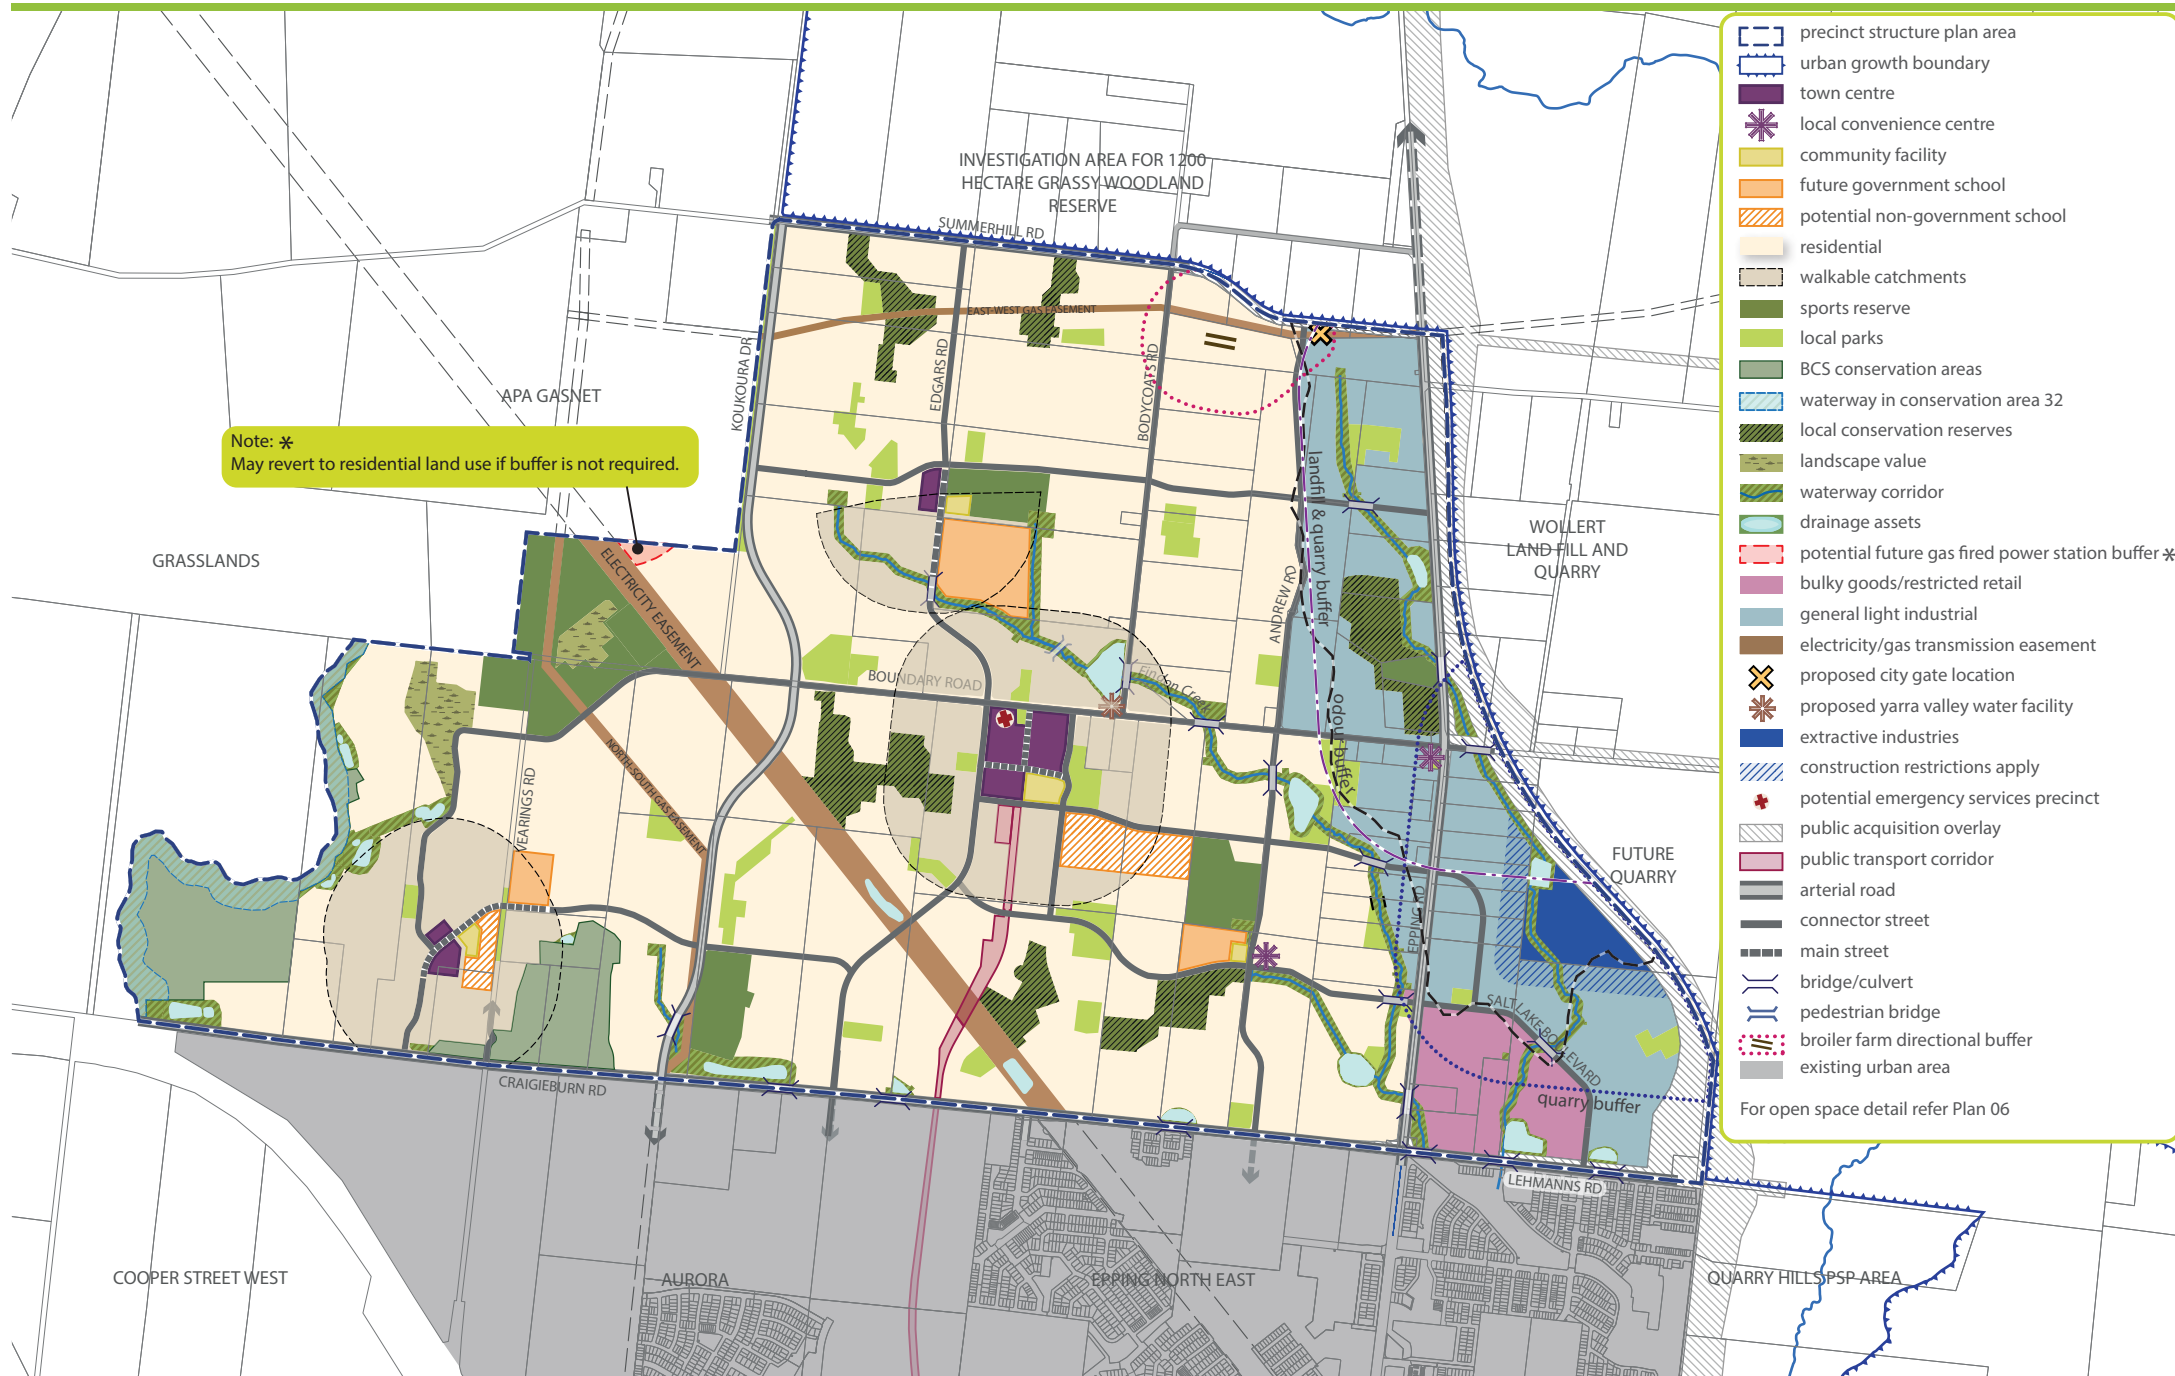 INVESTIGATION AREA FOR 1200
HECTARE GRASSY WOODLAND
RESERVE
SUMMERHILL RD
EAST-WEST GAS EASEMENT
KOUKOURA DR
EDGARS RD
BODYCOATS RD
APA GASNET
Note: *
May revert to residential land use if buffer is not required.
landfill & quarry buffer
WOLLERT
LAND FILL AND
QUARRY
GRASSLANDS
ELECTRICITY EASEMENT
ANDREW RD
BOUNDARY ROAD
Findon Creek
odour buffer
NORTH-SOUTH GAS EASEMENT
VEARINGS RD
FUTURE
QUARRY
EPPING RD
SALT LAKE BOULEVARD
CRAIGIEBURN RD
quarry buffer
LEHMANNS RD
COOPER STREET WEST
AURORA
EPPING NORTH EAST
QUARRY HILLS PSP AREA
precinct structure plan area
urban growth boundary
town centre
local convenience centre
community facility
future government school
potential non-government school
residential
walkable catchments
sports reserve
local parks
BCS conservation areas
waterway in conservation area 32
local conservation reserves
landscape value
waterway corridor
drainage assets
potential future gas fired power station buffer *
bulky goods/restricted retail
general light industrial
electricity/gas transmission easement
proposed city gate location
proposed yarra valley water facility
extractive industries
construction restrictions apply
potential emergency services precinct
public acquisition overlay
public transport corridor
arterial road
connector street
main street
bridge/culvert
pedestrian bridge
broiler farm directional buffer
existing urban area
For open space detail refer Plan 06